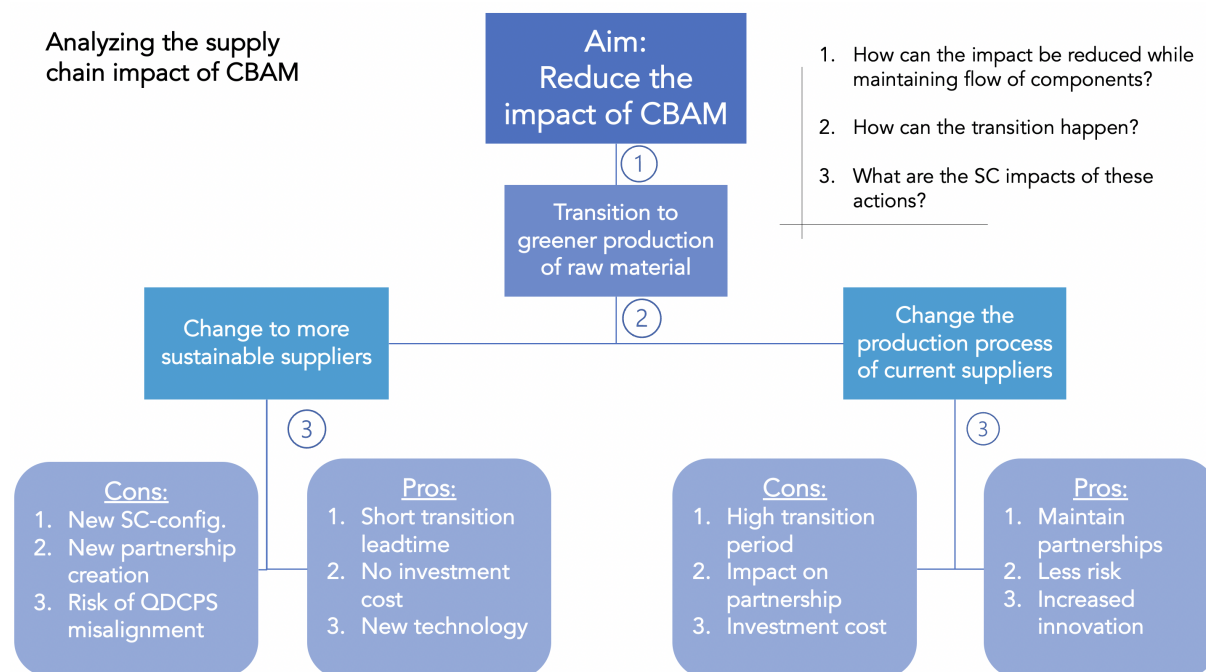 Analyzing the supply
chain impact of CBAM
Aim:
Reduce the
impact of CBAM
1. How can the impact be reduced while
maintaining flow of components?
2. How can the transition happen?
3. What are the SC impacts of these
actions?
1
Transition to
greener production
of raw material
2
Change to more
sustainable suppliers
Change the
production process
of current suppliers
3
3
Cons:
1. New SC-config.
2. New partnership
creation
3. Risk of QDCPS
misalignment
Pros:
1. Short transition
leadtime
2. No investment
cost
3. New technology
Cons:
1. High transition
period
2. Impact on
partnership
3. Investment cost
Pros:
1. Maintain
partnerships
2. Less risk
3. Increased
innovation